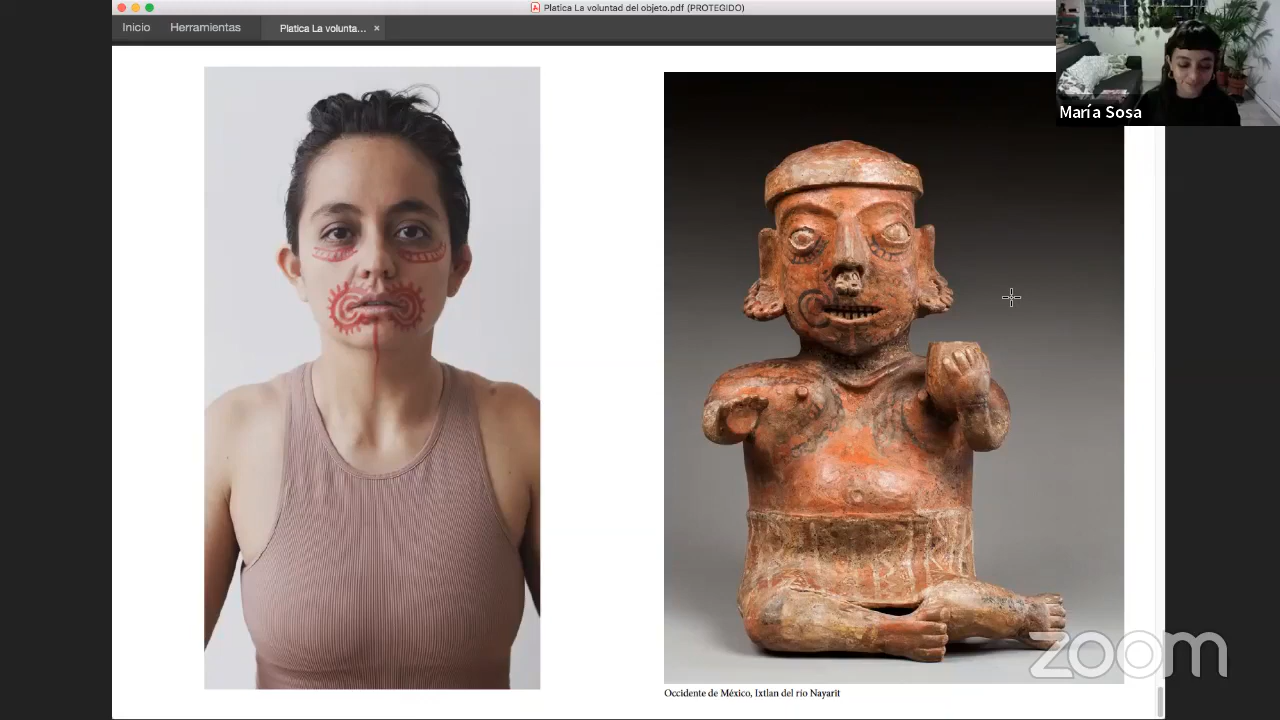 Platica La voluntad del objeto.pdf (PROTEGIDO)
Inicio
Herramientas
Platica La volunta... ×
María Sosa
zoom
Occidente de México, Ixtlan del rio Nayarit